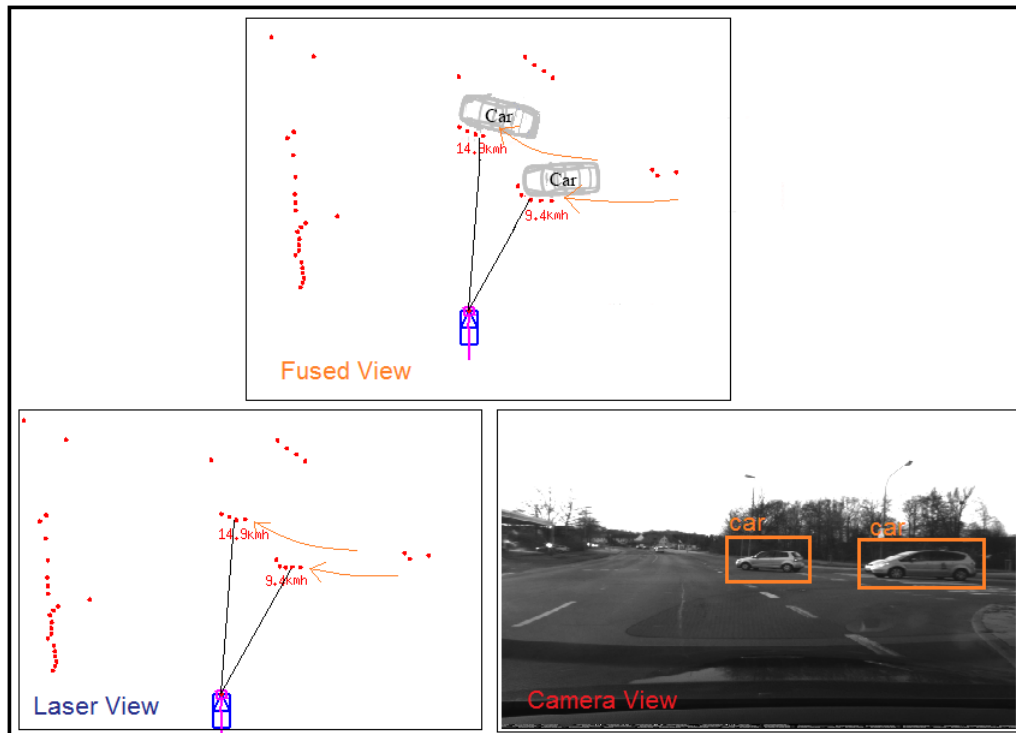 Car
14.9kmh
Car
9.4kmh
Fused View
14.9kmh
9.4kmh
Laser View
car
car
Camera View